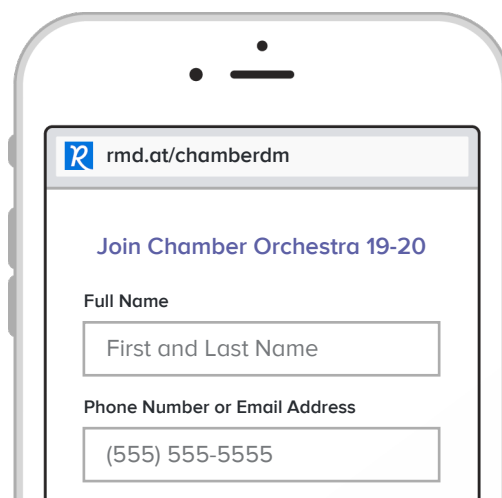 rmd.at/chamberdm
Join Chamber Orchestra 19-20
Full Name
First and Last Name
Phone Number or Email Address
(555) 555-5555